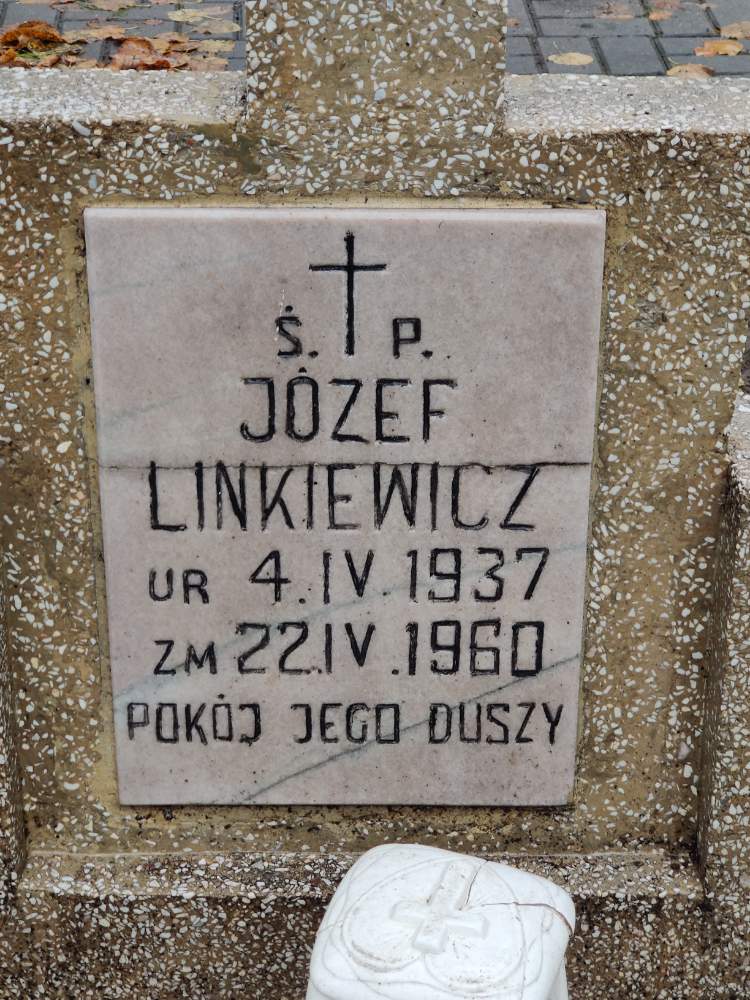 Ś. P.
JÓZEF
LINKIEWICZ
UR 4.IV.1937
ZM 22.IV.1960
POKÓJ JEGO DUSZY